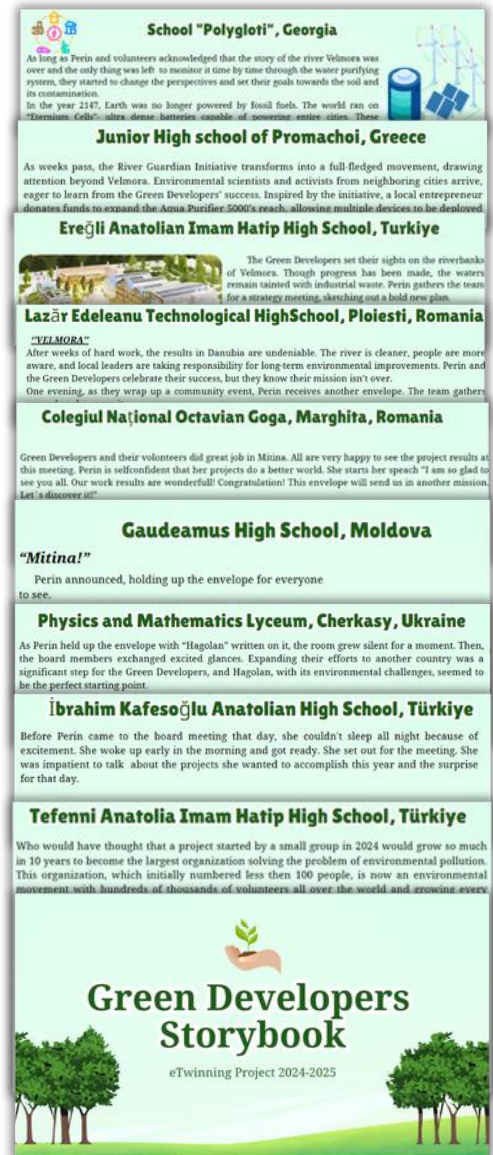 School "Polygloti", Georgia
As long as Perin and volunteers acknowledged that the story of the river Velmora was
over and the only thing was left to monitor it time by time through the water purifying
system, they started to change the perspectives and set their goals towards the soil and
its contamination.
In the year 2147, Earth was no longer powered by fossil fuels. The world ran on
"Eternium Cells"- ultra dense batteries capable of powering entire cities. These
Junior High school of Promachoi, Greece
As weeks pass, the River Guardian Initiative transforms into a full-fledged movement, drawing
attention beyond Velmora. Environmental scientists and activists from neighboring cities arrive,
eager to learn from the Green Developers' success. Inspired by the initiative, a local entrepreneur
donates funds to expand the Aqua Purifier 5000's reach, allowing multiple devices to be deployed
Ereğli Anatolian Imam Hatip High School, Turkiye
The Green Developers set their sights on the riverbanks
of Velmora. Though progress has been made, the waters
remain tainted with industrial waste. Perin gathers the team
for a strategy meeting, sketching out a bold new plan.
Lazăr Edeleanu Technological HighSchool, Ploiesti, Romania
"VELMORA"
After weeks of hard work, the results in Danubia are undeniable. The river is cleaner, people are more
aware, and local leaders are taking responsibility for long-term environmental improvements. Perin and
the Green Developers celebrate their success, but they know their mission isn't over.
One evening, as they wrap up a community event, Perin receives another envelope. The team gathers
Colegiul Național Octavian Goga, Marghita, Romania
Green Developers and their volunteers did great job in Mitina. All are very happy to see the project results at
this meeting. Perin is selfconfident that her projects do a better world. She starts her speach "I am so glad to
see you all. Our work results are wonderfull! Congratulation! This envelope will send us in another mission.
Let`s discover it!"
Gaudeamus High School, Moldova
"Mitina!"
Perin announced, holding up the envelope for everyone
to see.
Physics and Mathematics Lyceum, Cherkasy, Ukraine
As Perin held up the envelope with "Hagolan" written on it, the room grew silent for a moment. Then,
the board members exchanged excited glances. Expanding their efforts to another country was a
significant step for the Green Developers, and Hagolan, with its environmental challenges, seemed to
be the perfect starting point.
İbrahim Kafesoğlu Anatolian High School, Türkiye
Before Perin came to the board meeting that day, she couldn't sleep all night because of
excitement. She woke up early in the morning and got ready. She set out for the meeting. She
was impatient to talk about the projects she wanted to accomplish this year and the surprise
for that day.
Tefenni Anatolia Imam Hatip High School, Türkiye
Who would have thought that a project started by a small group in 2024 would grow so much
in 10 years to become the largest organization solving the problem of environmental pollution.
This organization, which initially numbered less then 100 people, is now an environmental
movement with hundreds of thousands of volunteers all over the world and growing every
Green Developers
Storybook
eTwinning Project 2024-2025